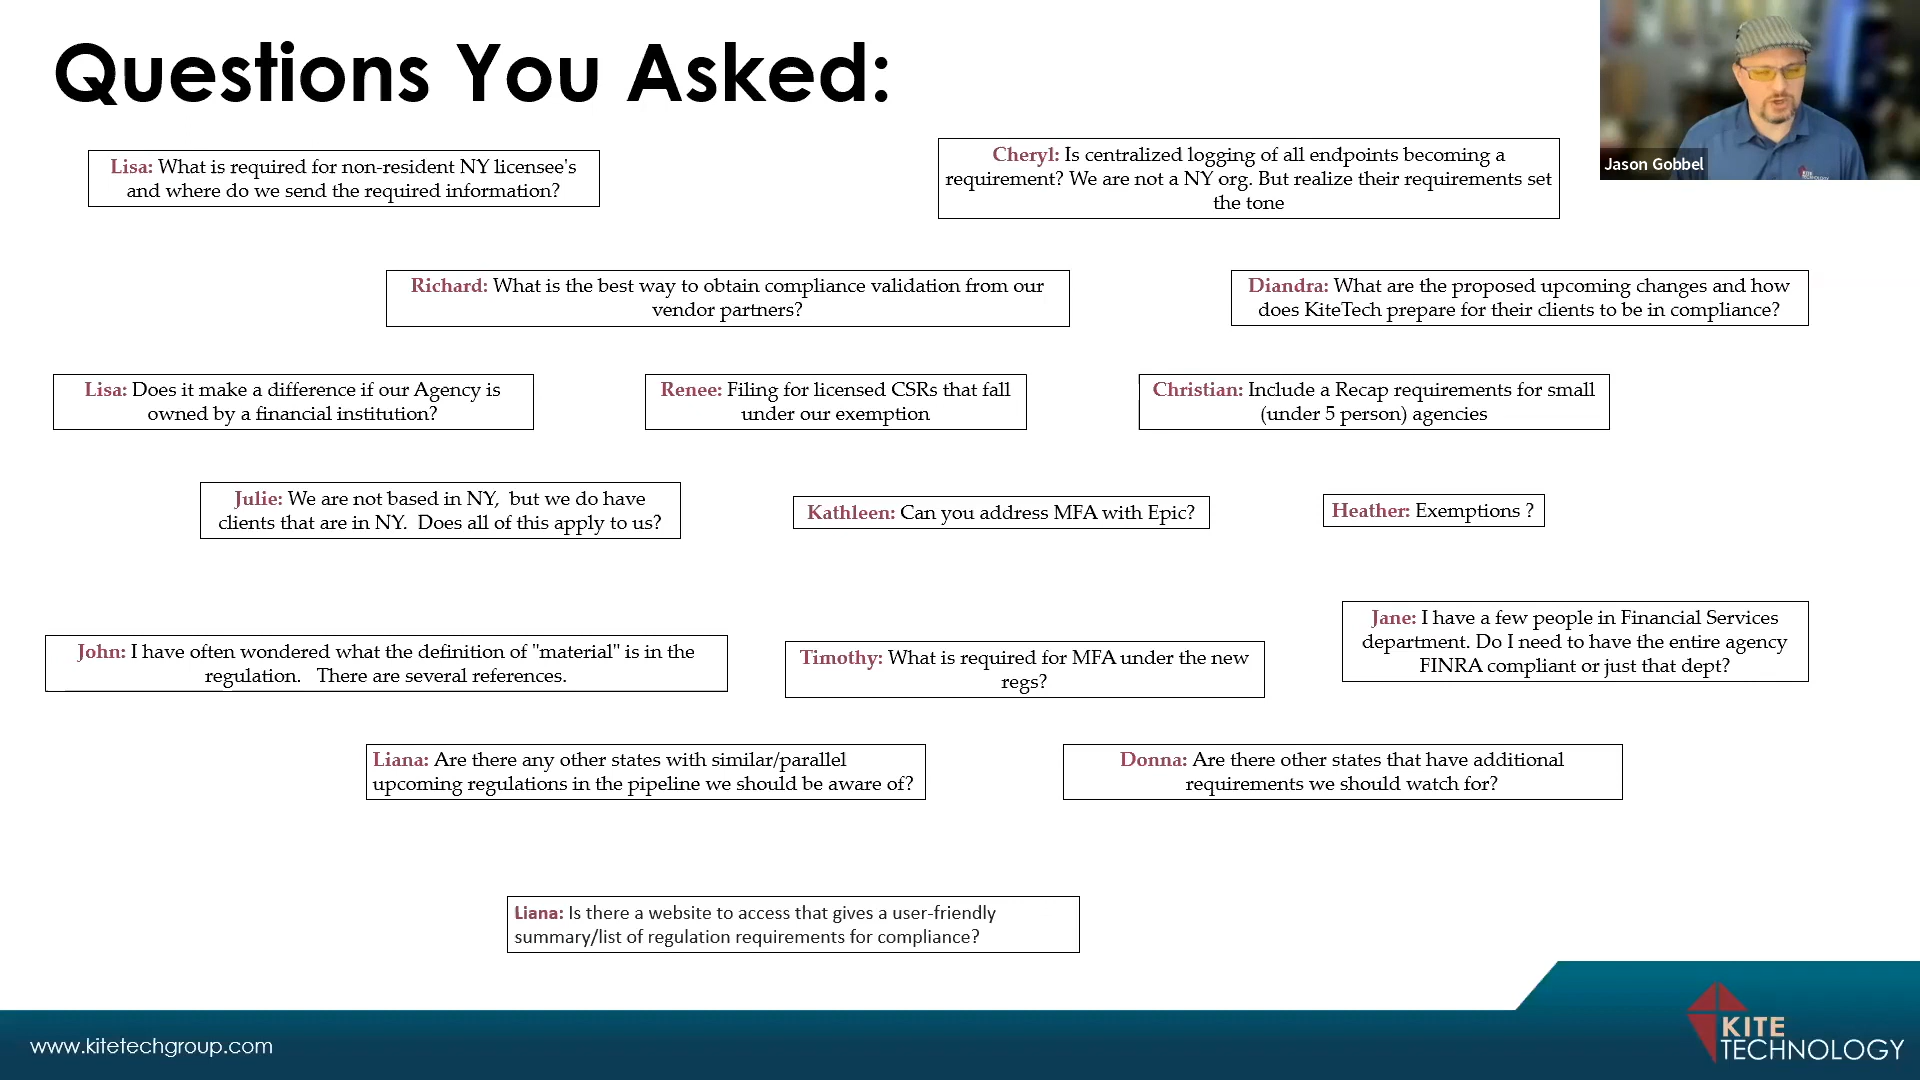 Questions You Asked:
Jason Gobbel
Lisa: What is required for non-resident NY licensee's
and where do we send the required information?
Cheryl: Is centralized logging of all endpoints becoming a
requirement? We are not a NY org. But realize their requirements set
the tone
Richard: What is the best way to obtain compliance validation from our
vendor partners?
Diandra: What are the proposed upcoming changes and how
does KiteTech prepare for their clients to be in compliance?
Lisa: Does it make a difference if our Agency is
owned by a financial institution?
Renee: Filing for licensed CSRs that fall
under our exemption
Christian: Include a Recap requirements for small
(under 5 person) agencies
Julie: We are not based in NY, but we do have
clients that are in NY. Does all of this apply to us?
Kathleen: Can you address MFA with Epic?
Heather: Exemptions ?
John: I have often wondered what the definition of "material" is in the
regulation. There are several references.
Timothy: What is required for MFA under the new
regs?
Jane: I have a few people in Financial Services
department. Do I need to have the entire agency
FINRA compliant or just that dept?
Liana: Are there any other states with similar/parallel
upcoming regulations in the pipeline we should be aware of?
Donna: Are there other states that have additional
requirements we should watch for?
Liana: Is there a website to access that gives a user-friendly
summary/list of regulation requirements for compliance?
www.kitetechgroup.com
KITE
TECHNOLOGY